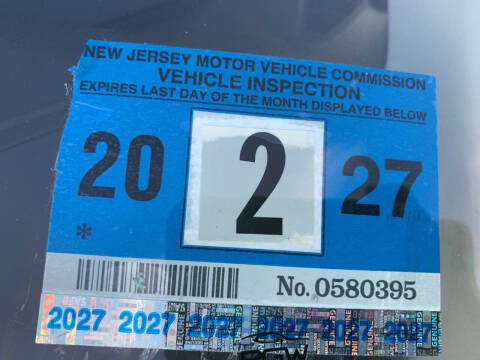 NEW JERSEY MOTOR VEHICLE COMMISSION
VEHICLE INSPECTION
EXPIRES LAST DAY OF THE MONTH DISPLAYED BELOW
20 2 27
*
No. 0580395
2027 2027 2027 2027 2027 2027